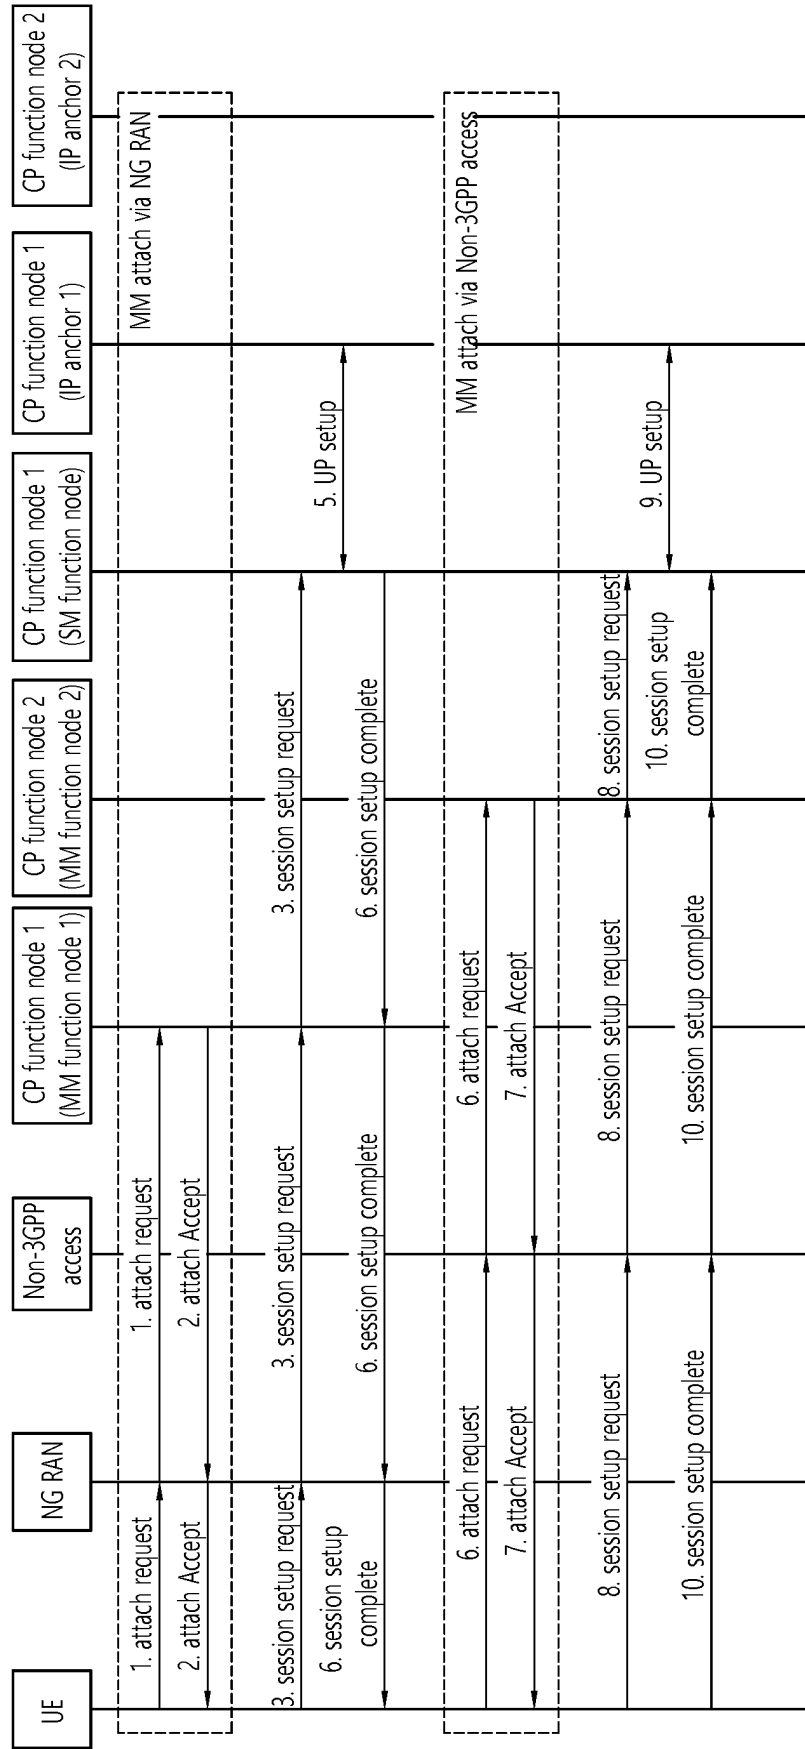 UE
NG RAN
Non-3GPP
access
CP function node 1
(MM function node 1)
CP function node 2
(MM function node 2)
CP function node 1
(SM function node)
CP function node 1
(IP anchor 1)
CP function node 2
(IP anchor 2)
MM attach via NG RAN
1. attach request
1. attach request
2. attach Accept
2. attach Accept
3. session setup request
3. session setup request
3. session setup request
5. UP setup
6. session setup
complete
6. session setup complete
6. session setup complete
MM attach via Non-3GPP access
6. attach request
6. attach request
7. attach Accept
7. attach Accept
8. session setup request
8. session setup request
8. session setup request
9. UP setup
10. session setup complete
10. session setup complete
10. session setup
complete